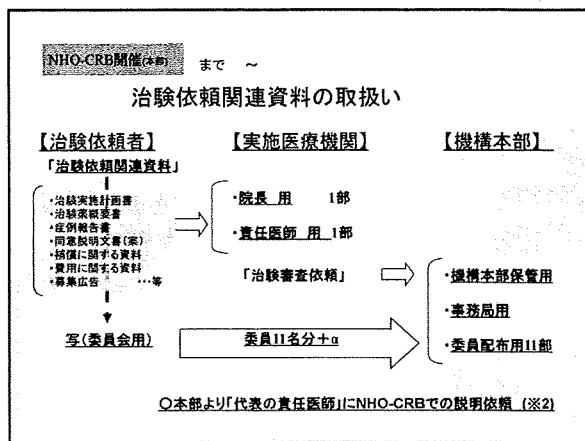 NHO-CRB開催(本部) まで ～
治験依頼関連資料の取扱い
【治験依頼者】 【実施医療機関】 【機構本部】
「治験依頼関連資料」
・治験実施計画書
・治験薬概要書
・症例報告書
・同意説明文書(案)
・補償に関する資料
・費用に関する資料
・募集広告 …等
・院長 用 1部
・責任医師 用 1部
「治験審査依頼」
・機構本部保管用
・事務局用
・委員配布用11部
写(委員会用)
委員11名分+α
○本部より「代表の責任医師」にNHO-CRBでの説明依頼 (※2)